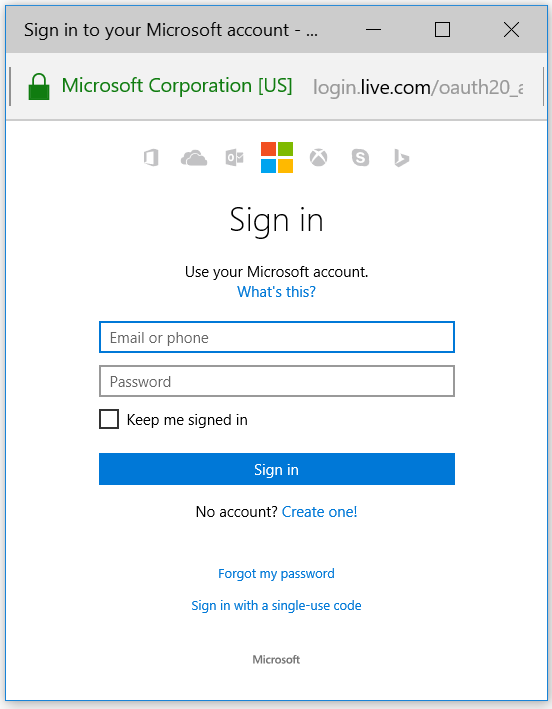 Sign in to your Microsoft account - ...
Microsoft Corporation [US] login.live.com/oauth20_a
Sign in
Use your Microsoft account.
What's this?
Email or phone
Password
Keep me signed in
Sign in
No account? Create one!
Forgot my password
Sign in with a single-use code
Microsoft